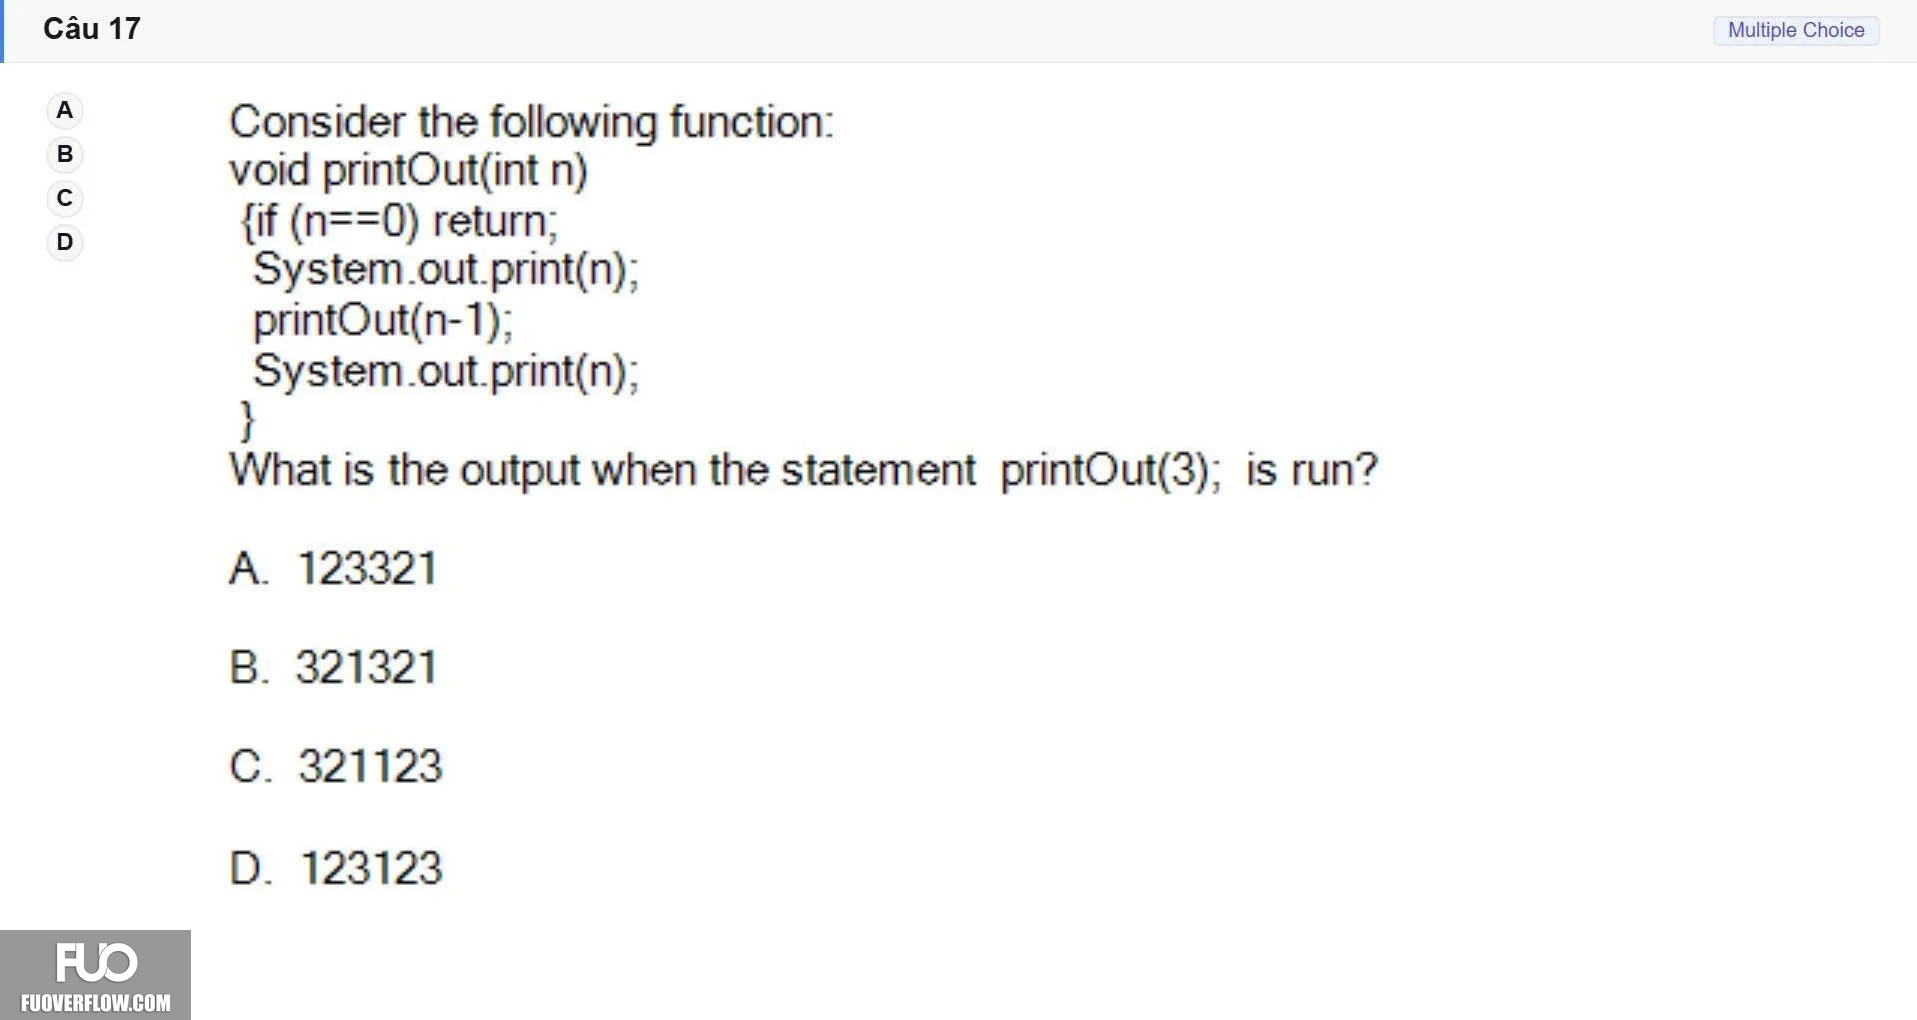 Câu 17
Multiple Choice
A
B
C
D
Consider the following function:
void printOut(int n)
{if (n==0) return;
System.out.print(n);
printOut(n-1);
System.out.print(n);
}
What is the output when the statement printOut(3); is run?
A. 123321
B. 321321
C. 321123
D. 123123
FUO
FUOVERFLOW.COM